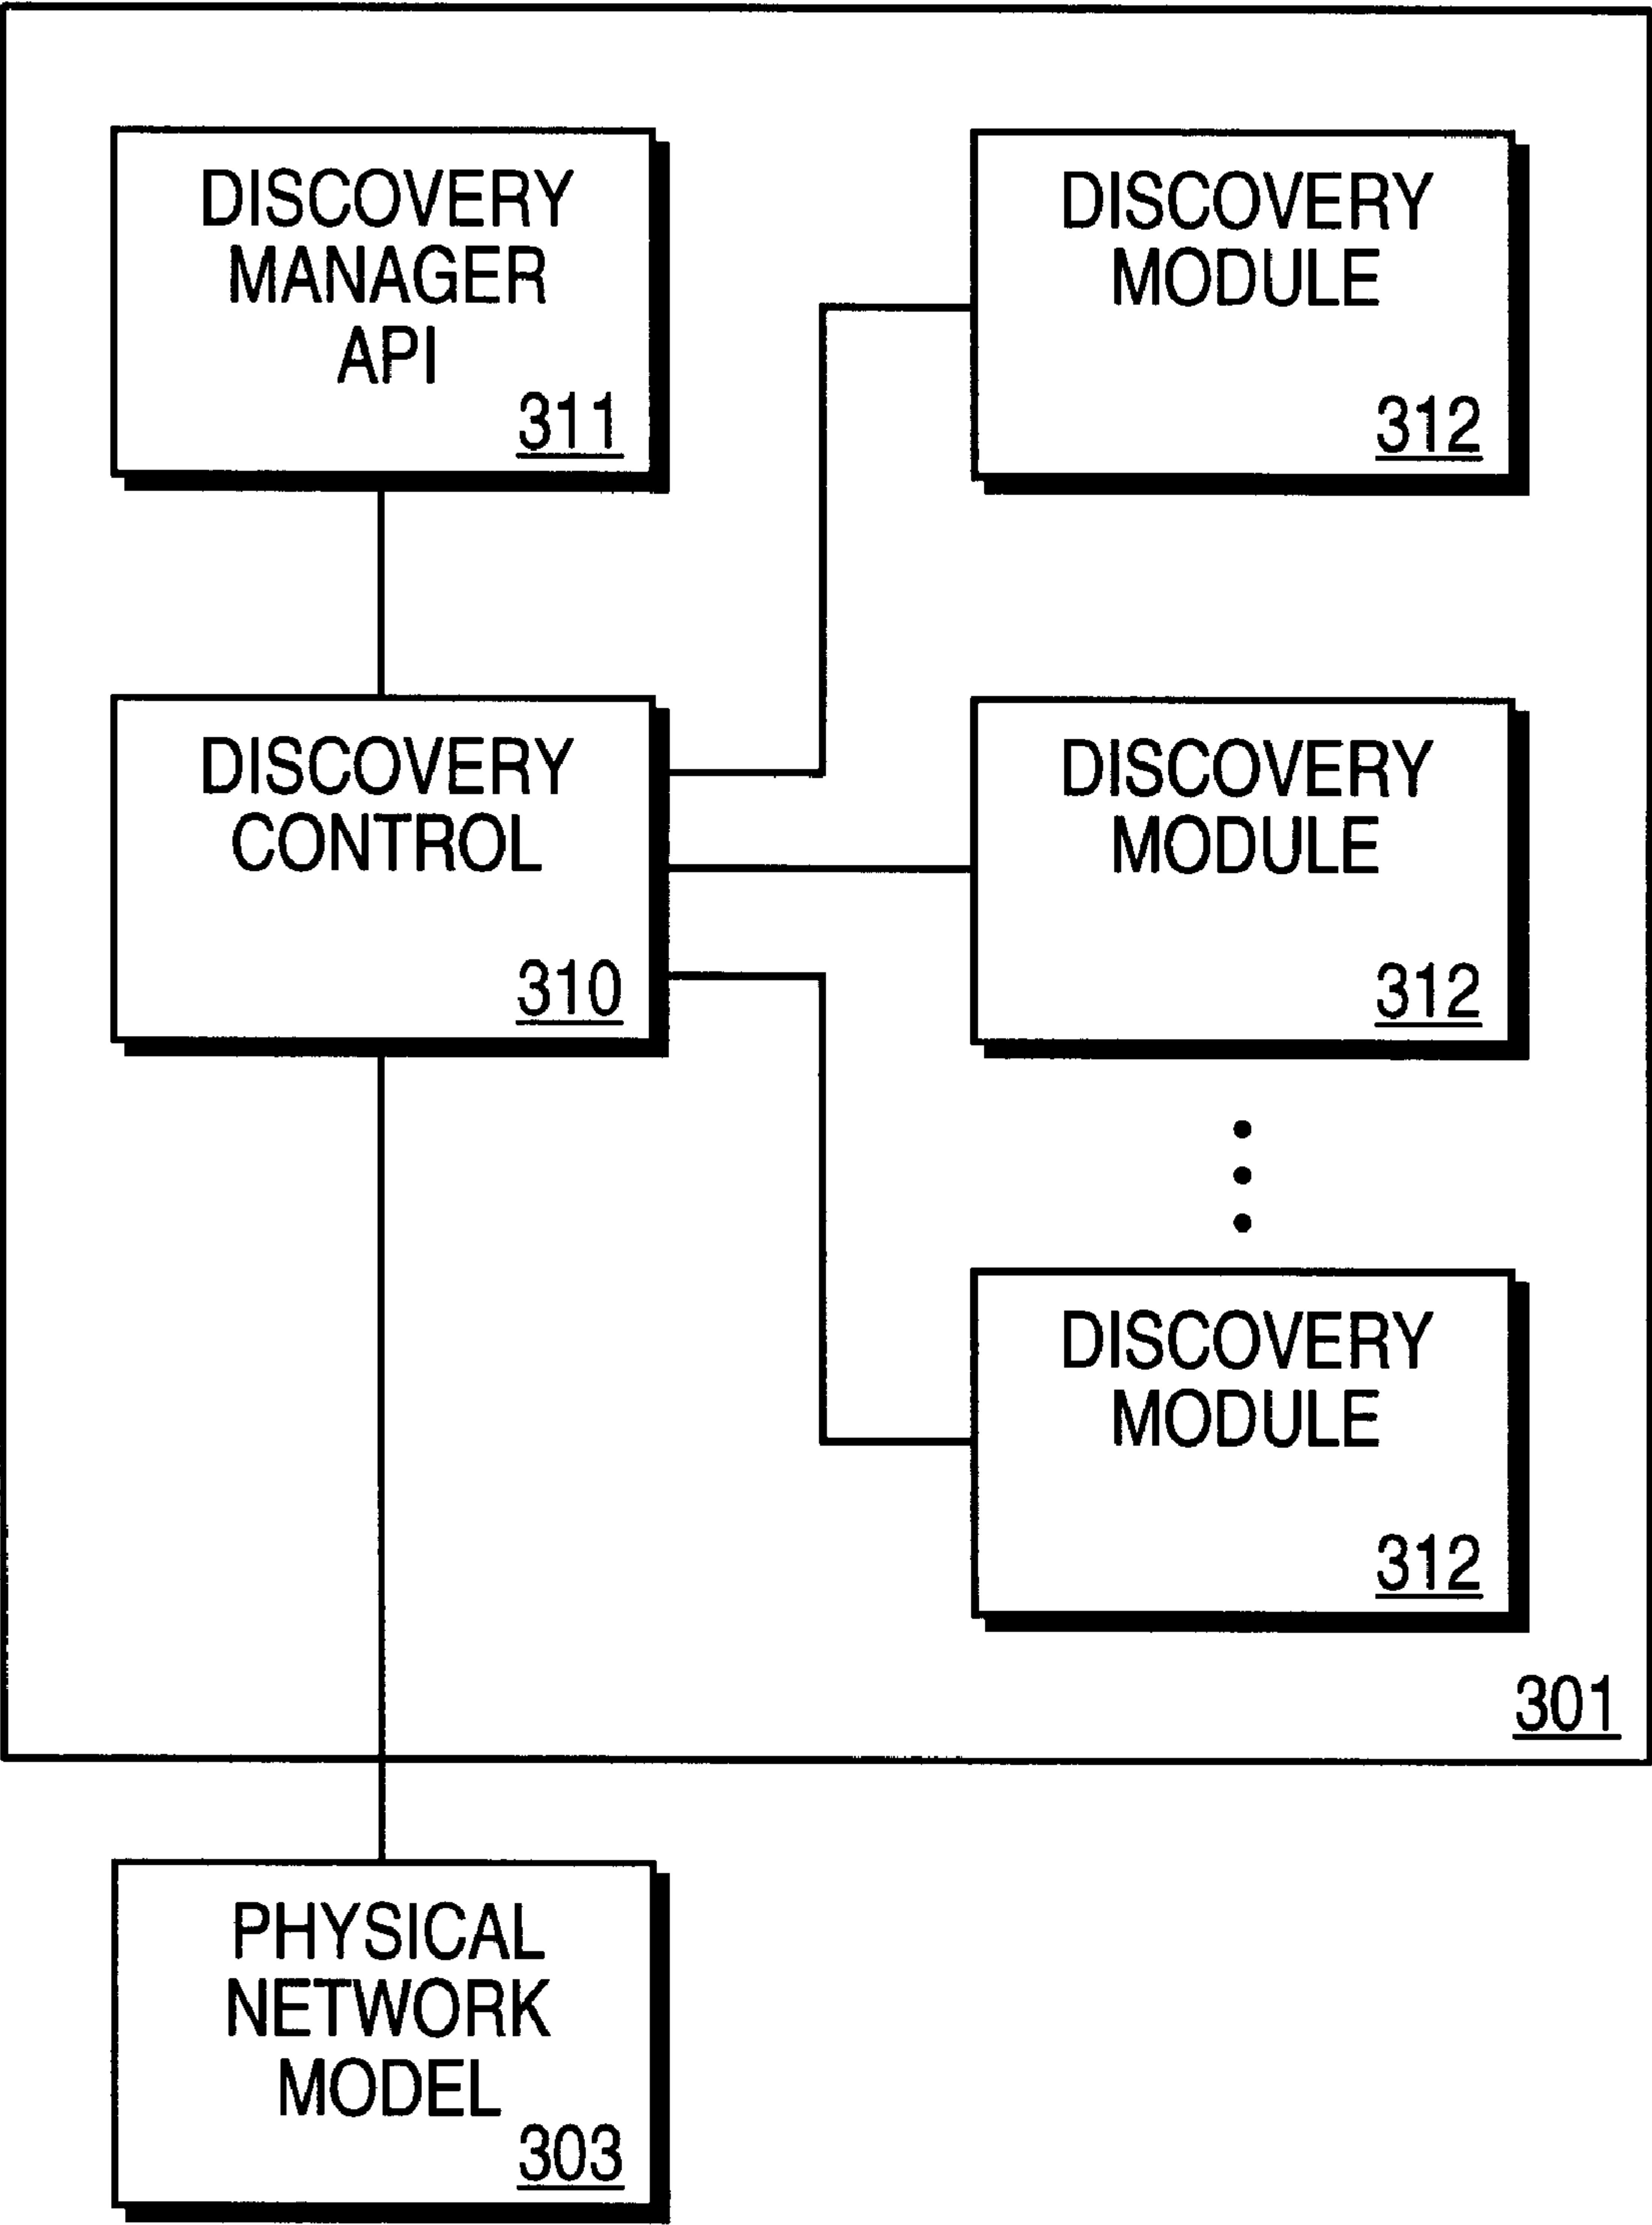 DISCOVERY
MANAGER
API
311
DISCOVERY
MODULE
312
DISCOVERY
CONTROL
310
DISCOVERY
MODULE
312
DISCOVERY
MODULE
312
301
PHYSICAL
NETWORK
MODEL
303